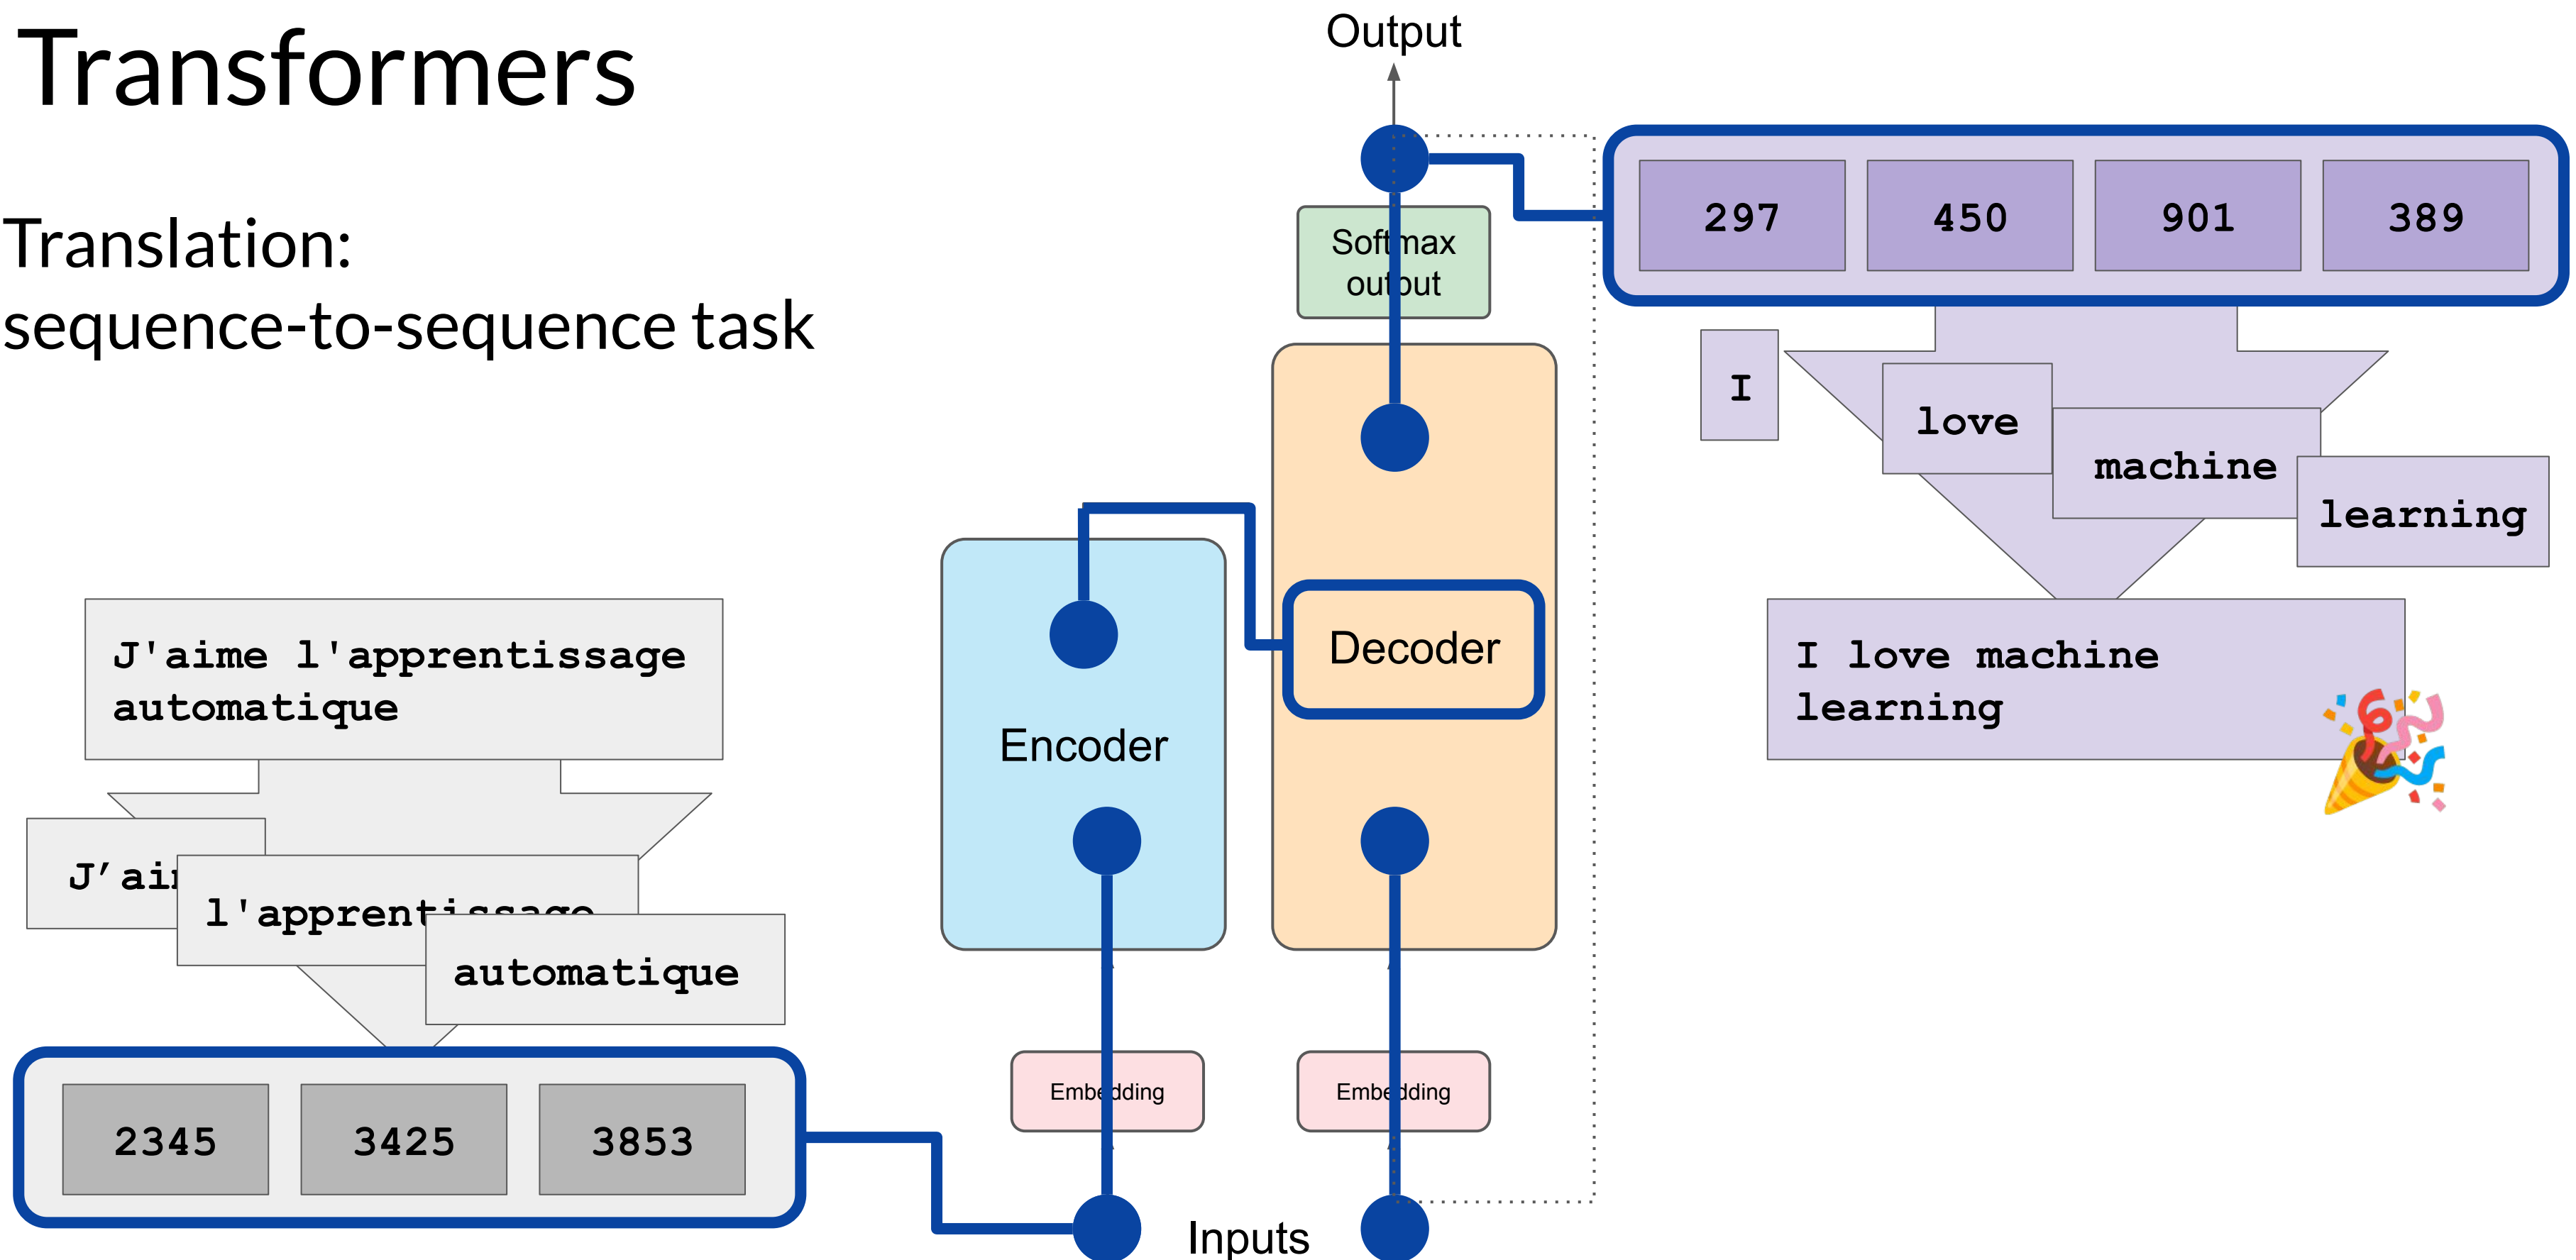 Transformers
Translation:
sequence-to-sequence task
J'aime l'apprentissage
automatique
l'apprentissage
automatique
2345 3425 3853
Output
Softmax
output
Decoder
Encoder
Embedding Embedding
Inputs
297 450 901 389
I
love
machine
learning
I love machine
learning